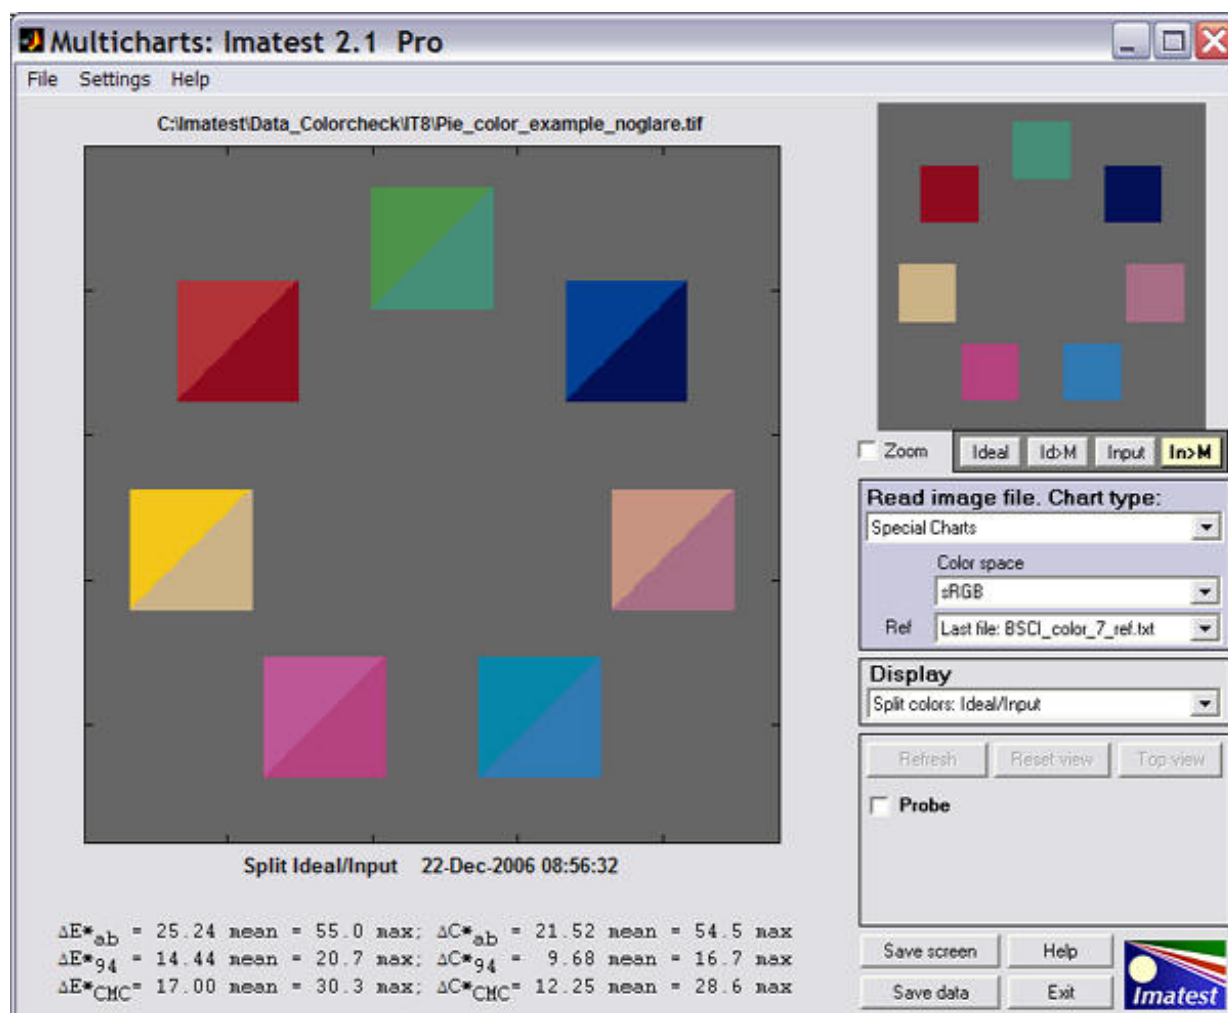 Multicharts: Imatest 2.1 Pro
File Settings Help
C:\Imatest\Data_Colorcheck\IT8\Pie_color_example_noglare.tif
Zoom Ideal Id>M Input In>M
Read image file. Chart type:
Special Charts
Color space
sRGB
Ref Last file: BSCI_color_7_ref.txt
Display
Split colors: Ideal/Input
Refresh Reset view Top view
Probe
Split Ideal/Input 22-Dec-2006 08:56:32
ΔE*ab = 25.24 mean = 55.0 max; ΔC*ab = 21.52 mean = 54.5 max
ΔE*94 = 14.44 mean = 20.7 max; ΔC*94 = 9.68 mean = 16.7 max
ΔE*CMC= 17.00 mean = 30.3 max; ΔC*CMC= 12.25 mean = 28.6 max
Save screen Help
Save data Exit
Imatest